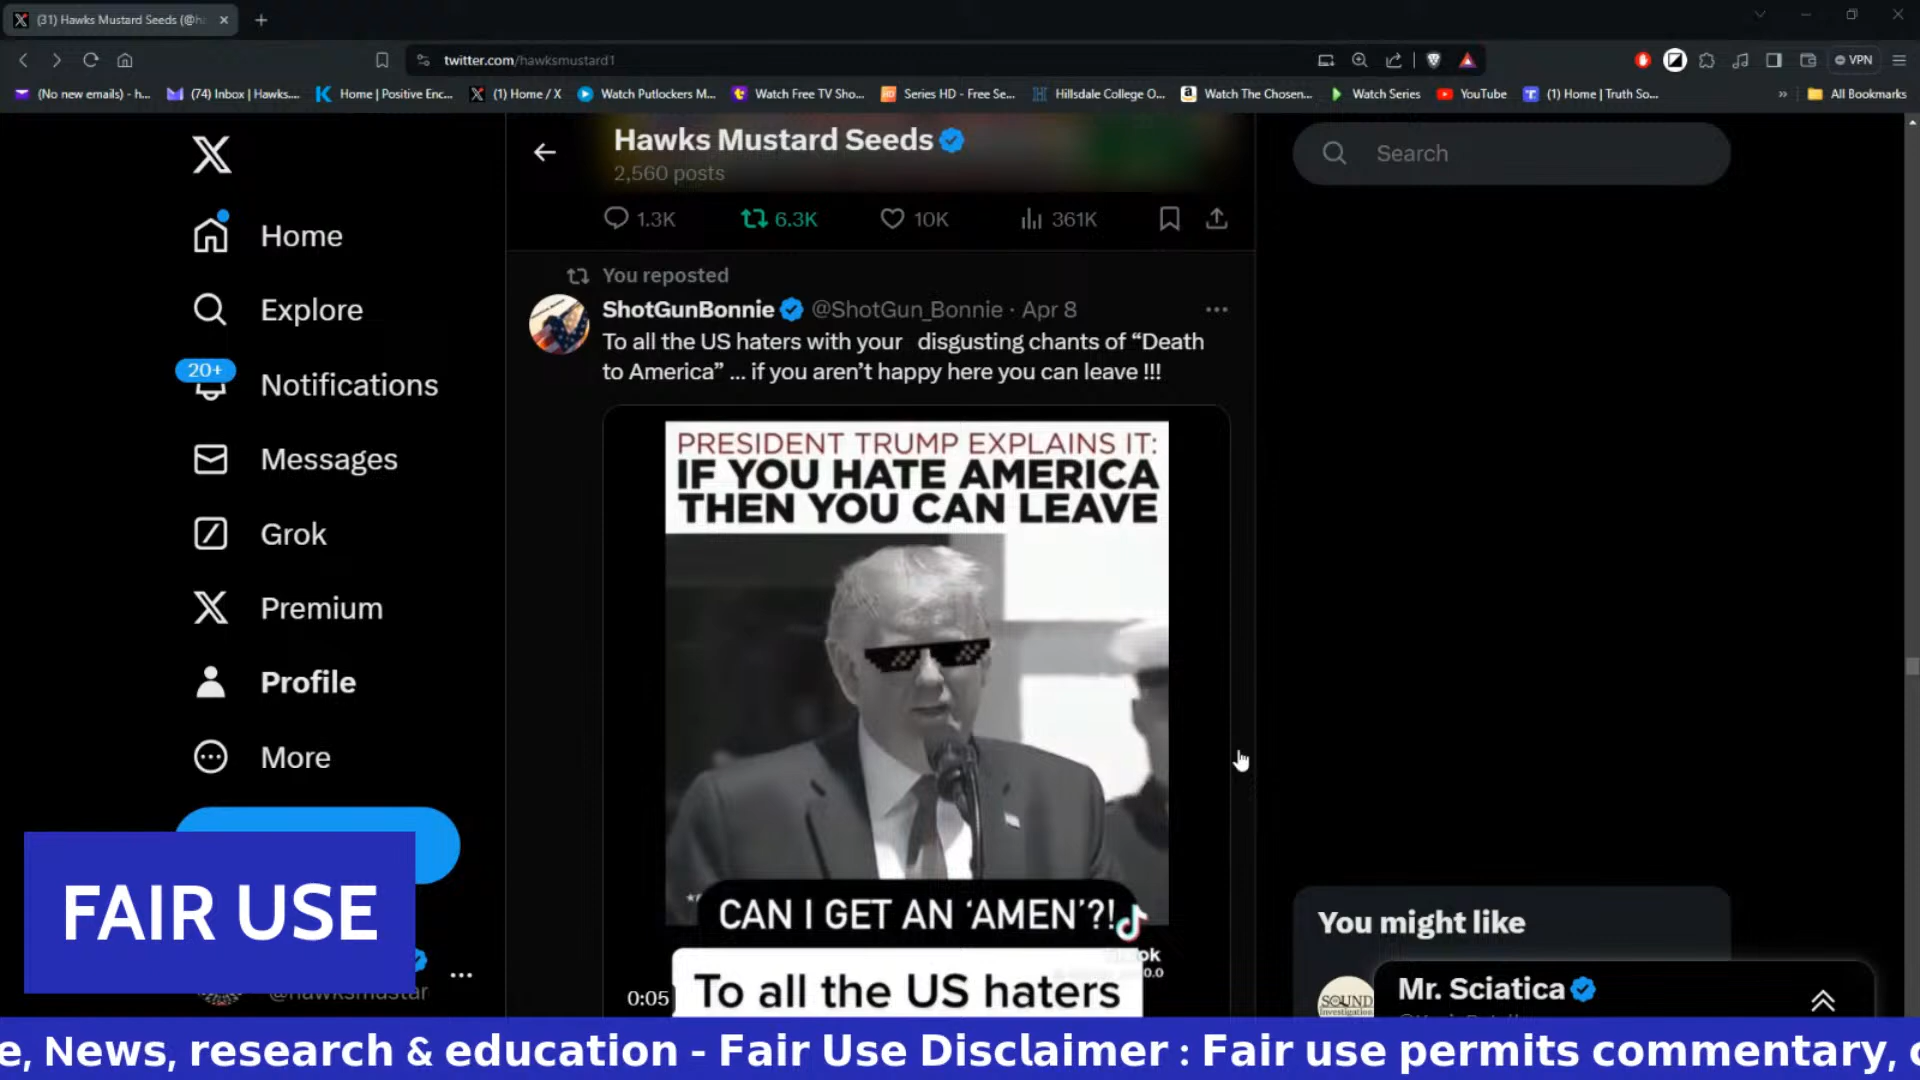 (31) Hawks Mustard Seeds (@h
twitter.com/hawksmustard1
VPN
(No new emails) - h...
(74) Inbox | Hawks....
Home | Positive Enc...
(1) Home / X
Watch Putlockers M...
Watch Free TV Sho...
Series HD - Free Se...
Hillsdale College O...
Watch The Chosen...
Watch Series
YouTube
(1) Home | Truth So...
All Bookmarks
Hawks Mustard Seeds
2,560 posts
Search
1.3K 6.3K 10K 361K
Home
Explore
20+
Notifications
Messages
Grok
Premium
Profile
More
You reposted
ShotGunBonnie @ShotGun_Bonnie · Apr 8
To all the US haters with your disgusting chants of “Death
to America” ... if you aren’t happy here you can leave !!!
PRESIDENT TRUMP EXPLAINS IT:
IF YOU HATE AMERICA
THEN YOU CAN LEAVE
CAN I GET AN ‘AMEN’?!
To all the US haters
0:05
FAIR USE
@hawksmustar
You might like
SOUND
Investigation
Mr. Sciatica
e, News, research & education - Fair Use Disclaimer : Fair use permits commentary, c